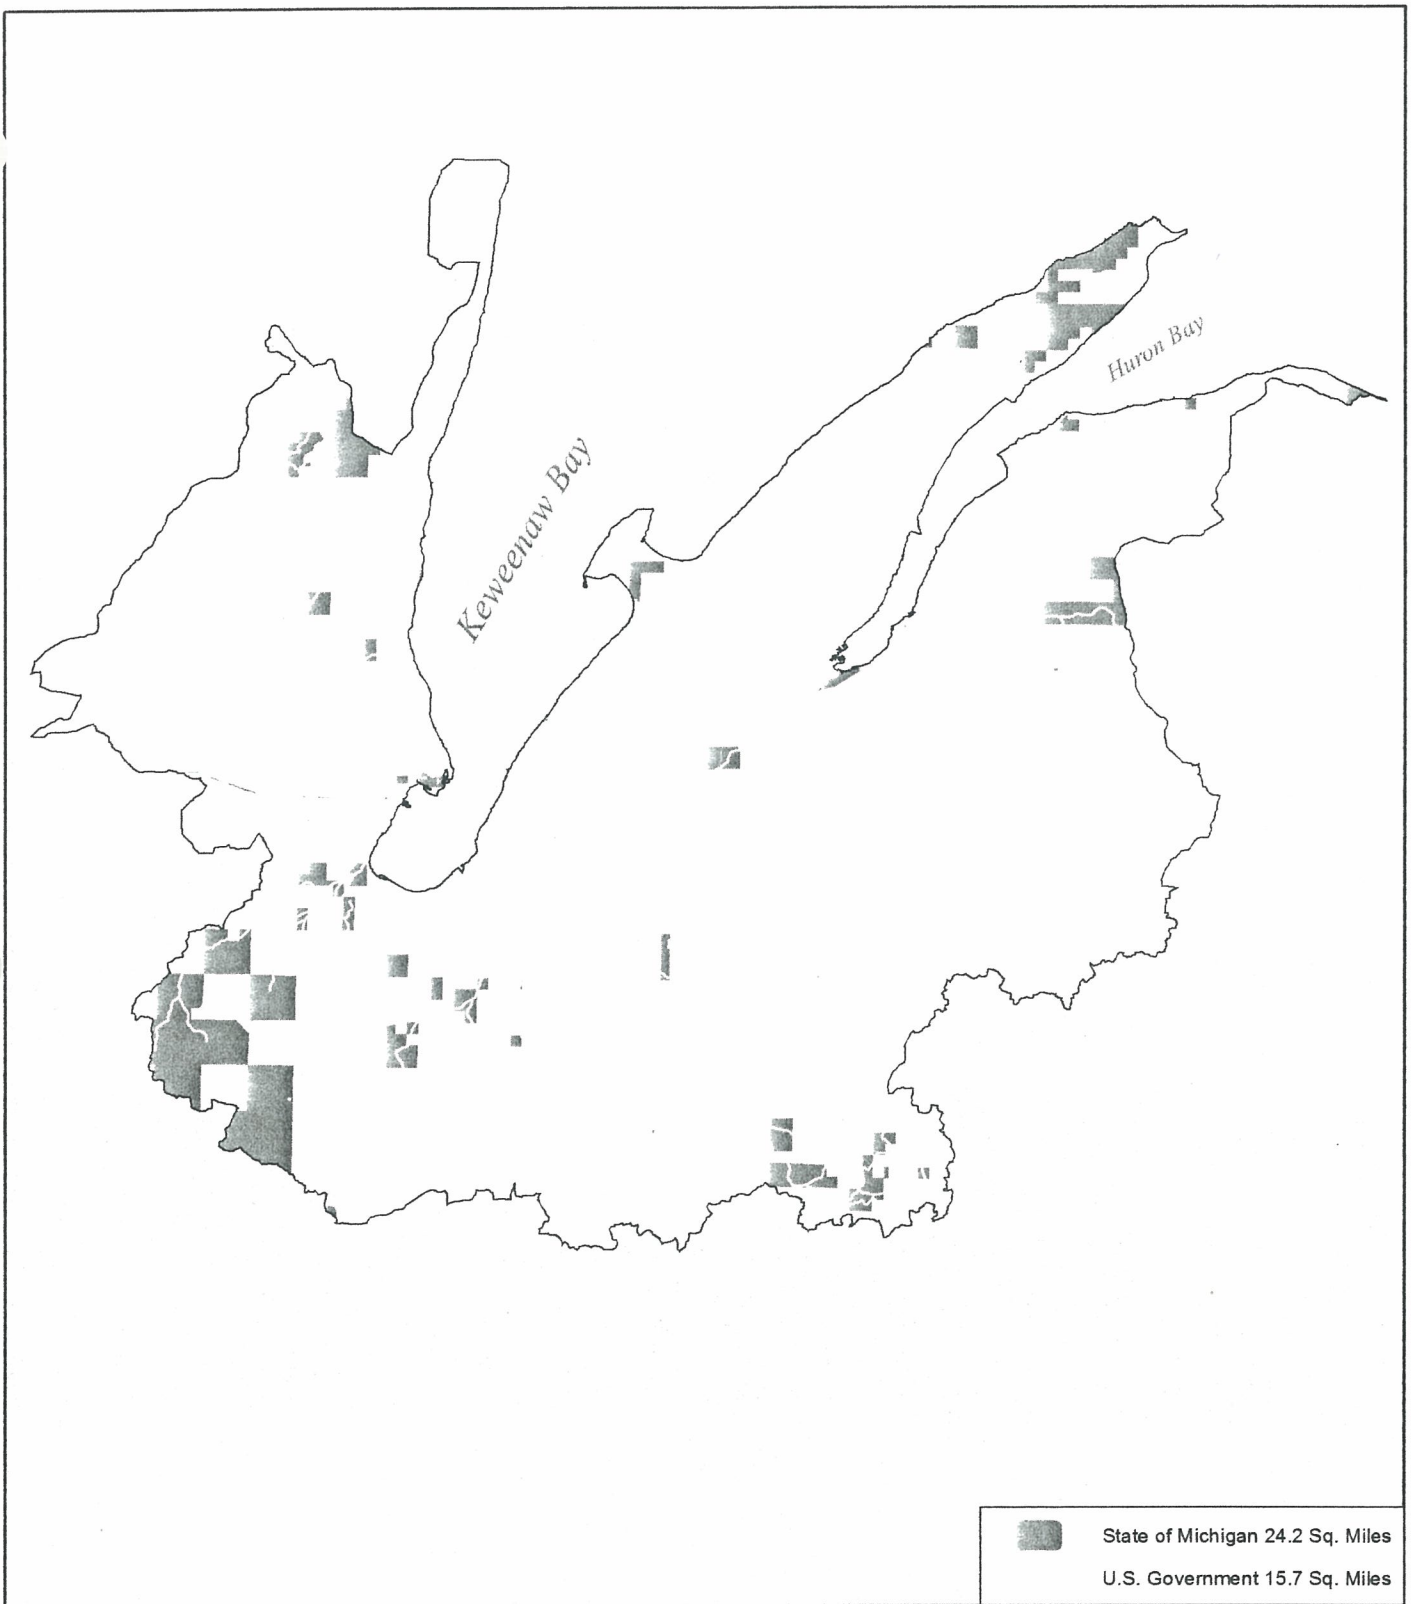 Huron Bay
Keweenaw Bay
State of Michigan 24.2 Sq. Miles
U.S. Government 15.7 Sq. Miles